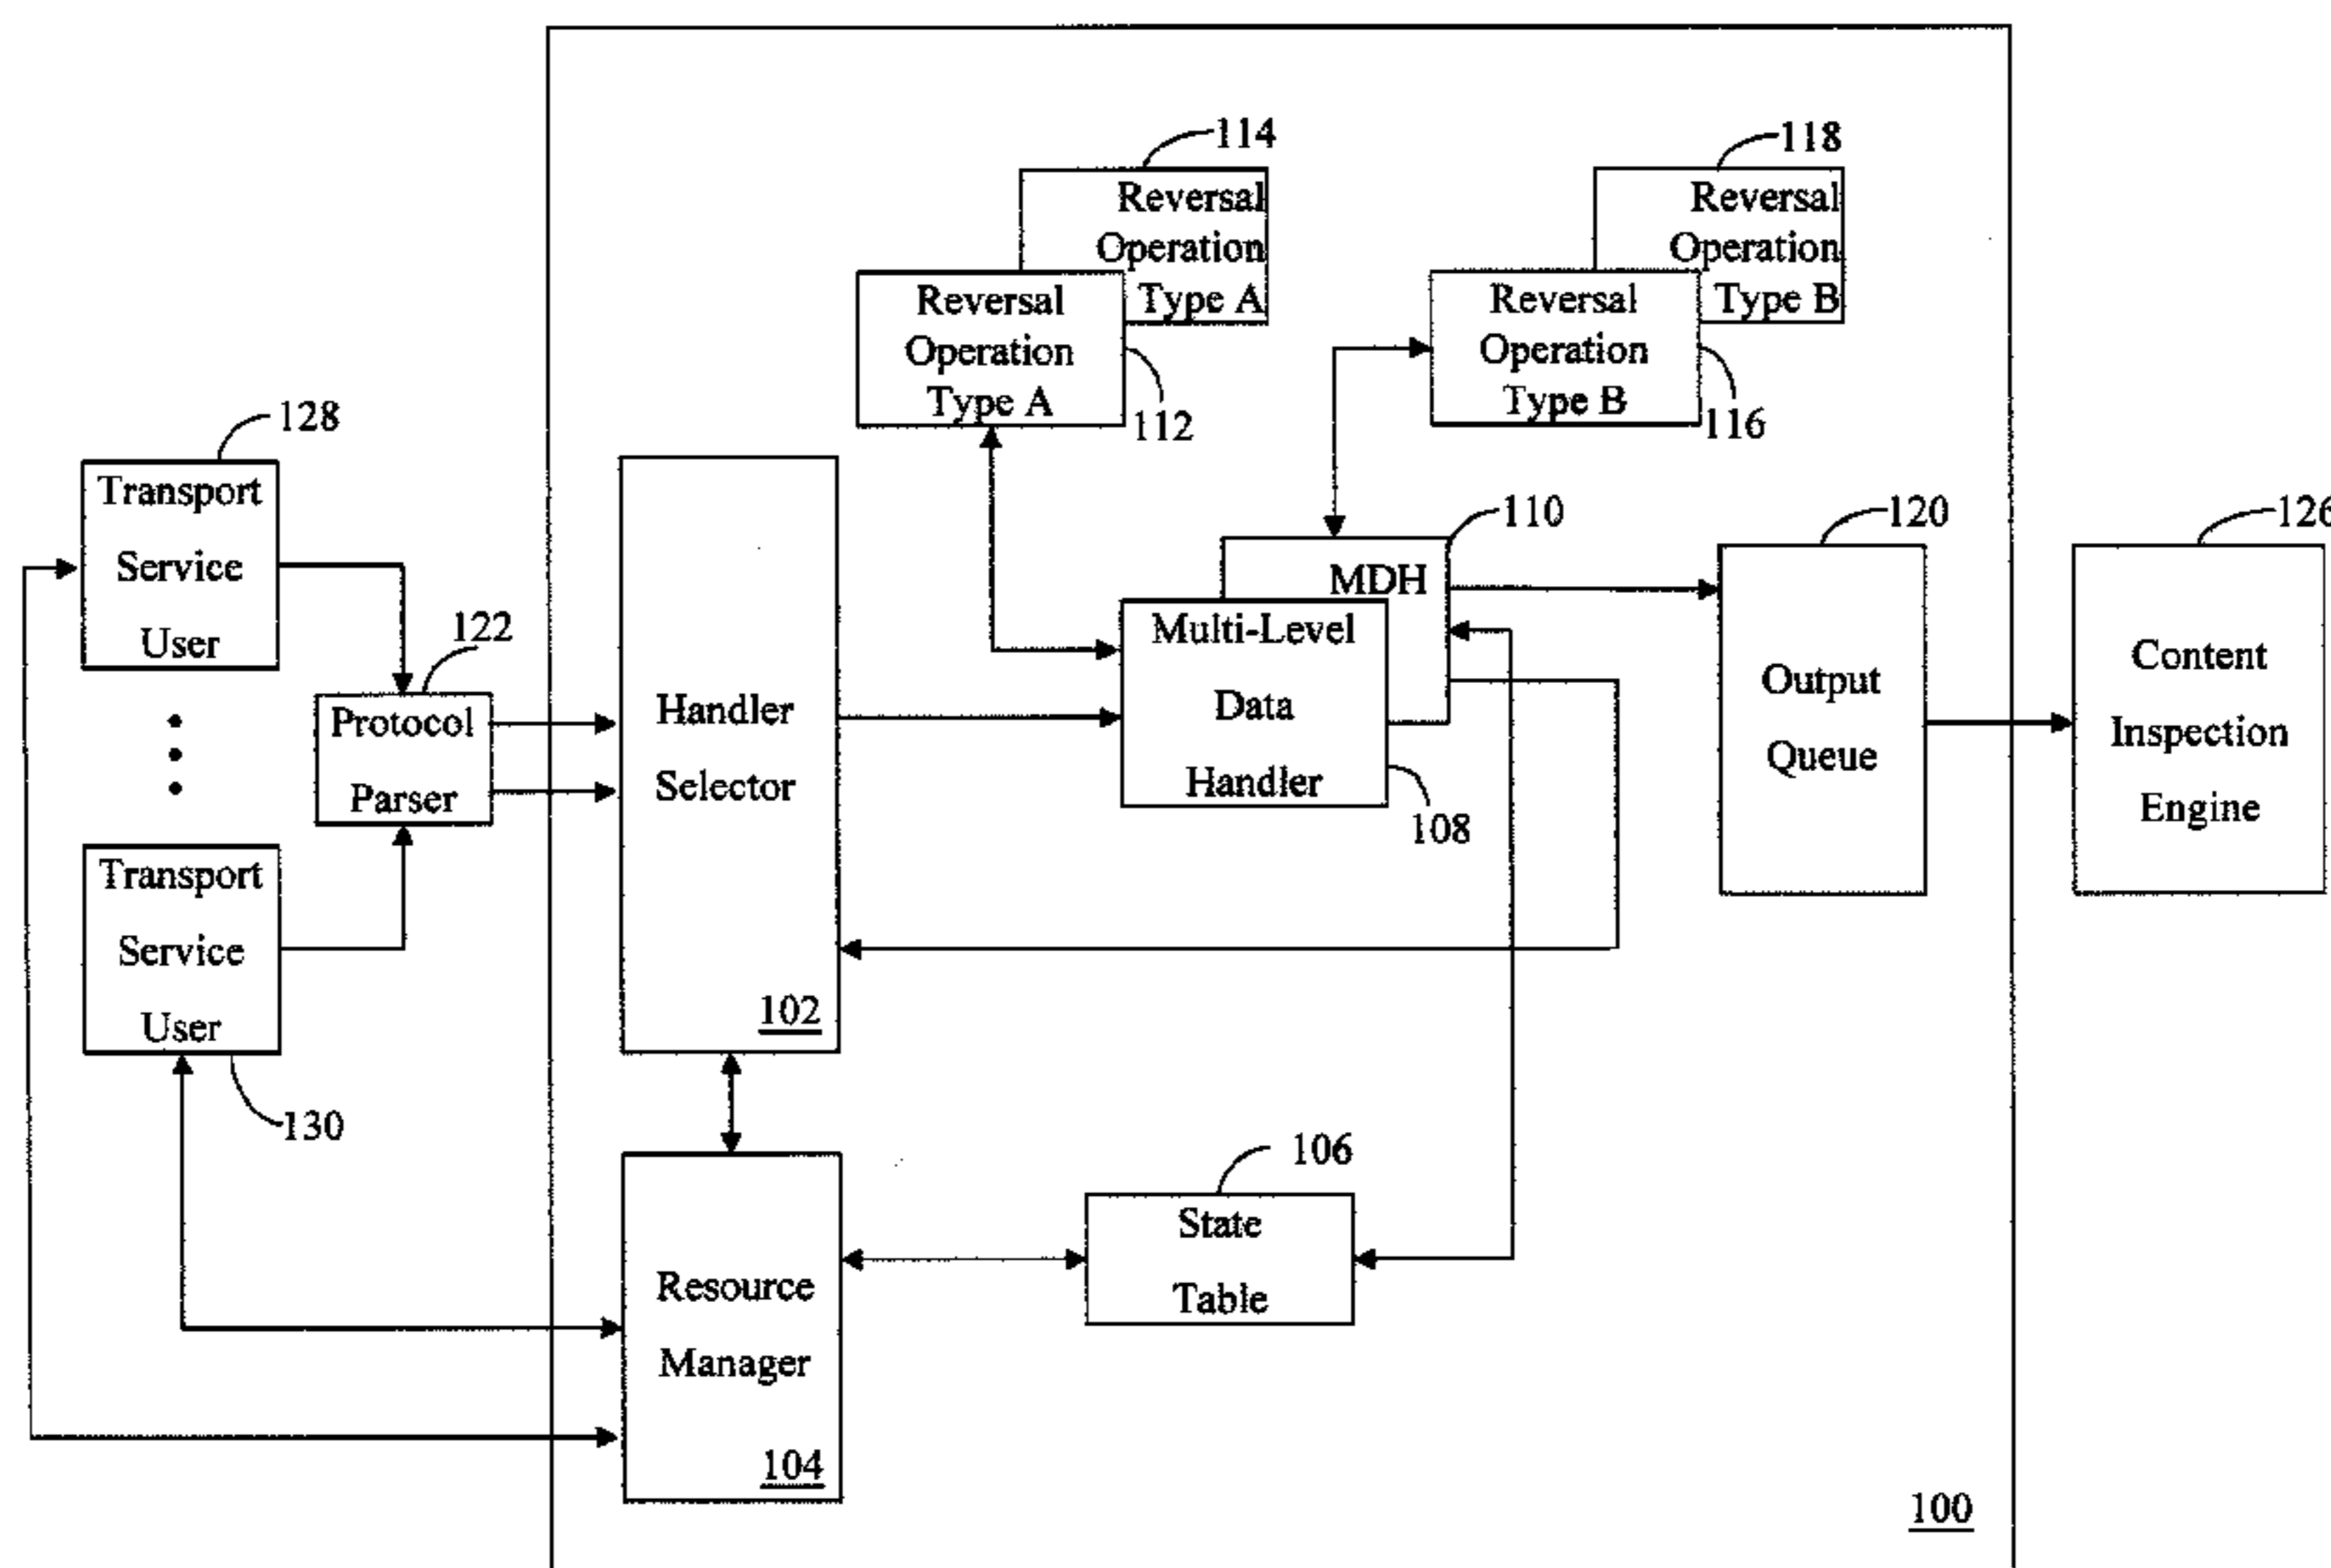 114
Reversal
Operation
Type A
118
Reversal
Operation
Type B
Reversal
Operation
Type A
112
Reversal
Operation
Type B
116
128
Transport
Service
User
122
Protocol
Parser
Transport
Service
User
130
Handler
Selector
102
110
MDH
Multi-Level
Data
Handler
108
120
Output
Queue
126
Content
Inspection
Engine
106
State
Table
Resource
Manager
104
100